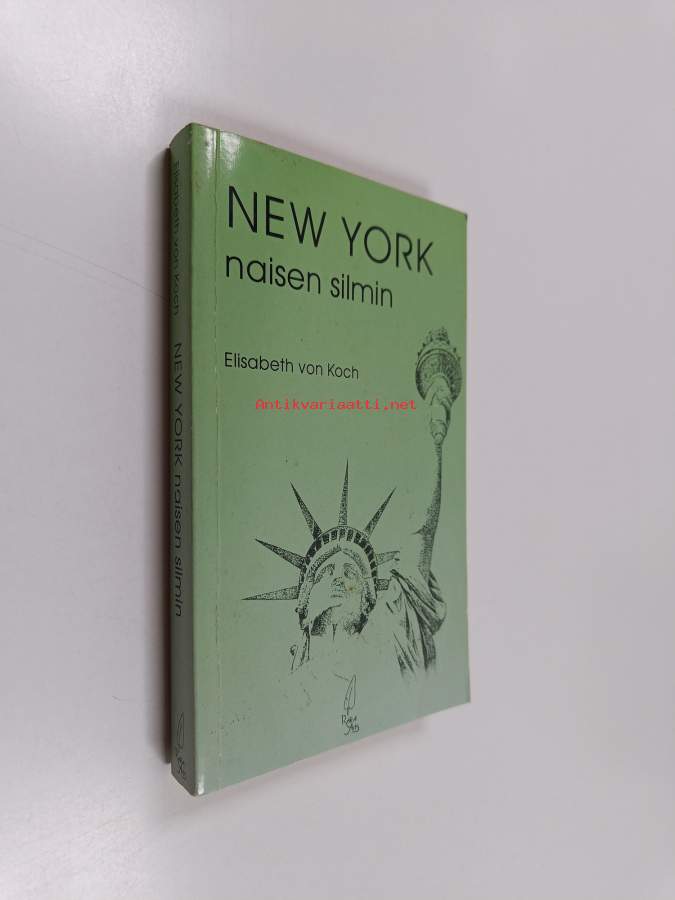 NEW YORK
naisen silmin
Elisabeth von Koch
Antikvariaatti.net
Elisabeth von Koch NEW YORK naisen silmin